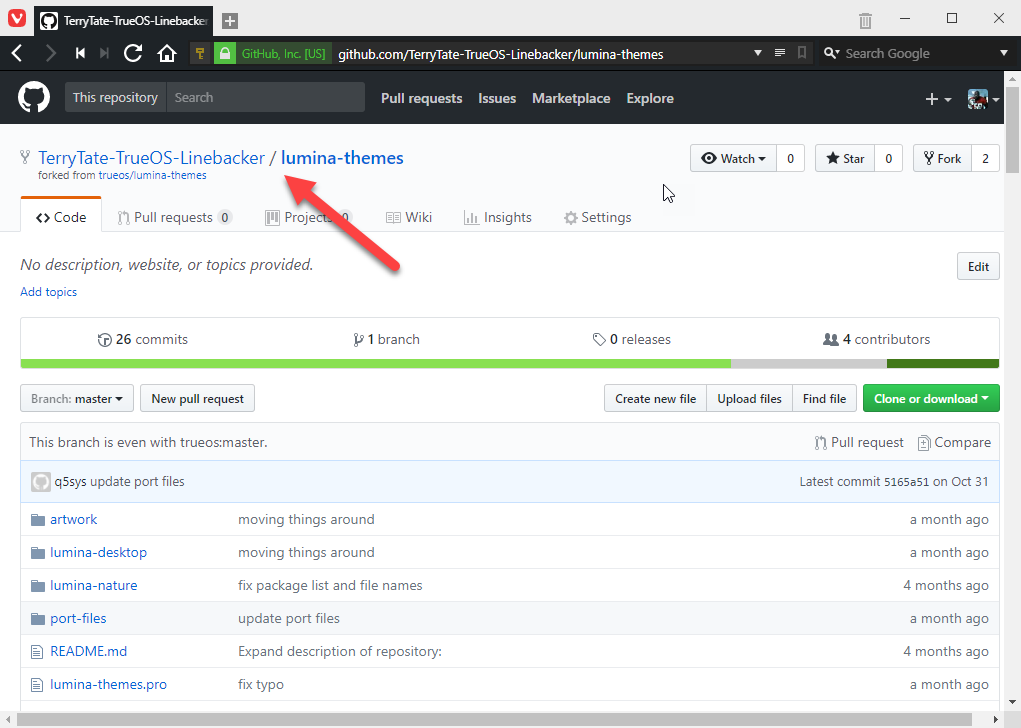 TerryTate-TrueOS-Linebacker
GitHub, Inc. [US] github.com/TerryTate-TrueOS-Linebacker/lumina-themes Search Google
This repository Search Pull requests Issues Marketplace Explore
TerryTate-TrueOS-Linebacker / lumina-themes Watch 0 Star 0 Fork 2
forked from trueos/lumina-themes
Code Pull requests 0 Projects 0 Wiki Insights Settings
No description, website, or topics provided. Edit
Add topics
26 commits 1 branch 0 releases 4 contributors
Branch: master New pull request Create new file Upload files Find file Clone or download
This branch is even with trueos:master. Pull request Compare
q5sys update port files Latest commit 5165a51 on Oct 31
artwork moving things around a month ago
lumina-desktop moving things around a month ago
lumina-nature fix package list and file names 4 months ago
port-files update port files a month ago
README.md Expand description of repository: 4 months ago
lumina-themes.pro fix typo a month ago